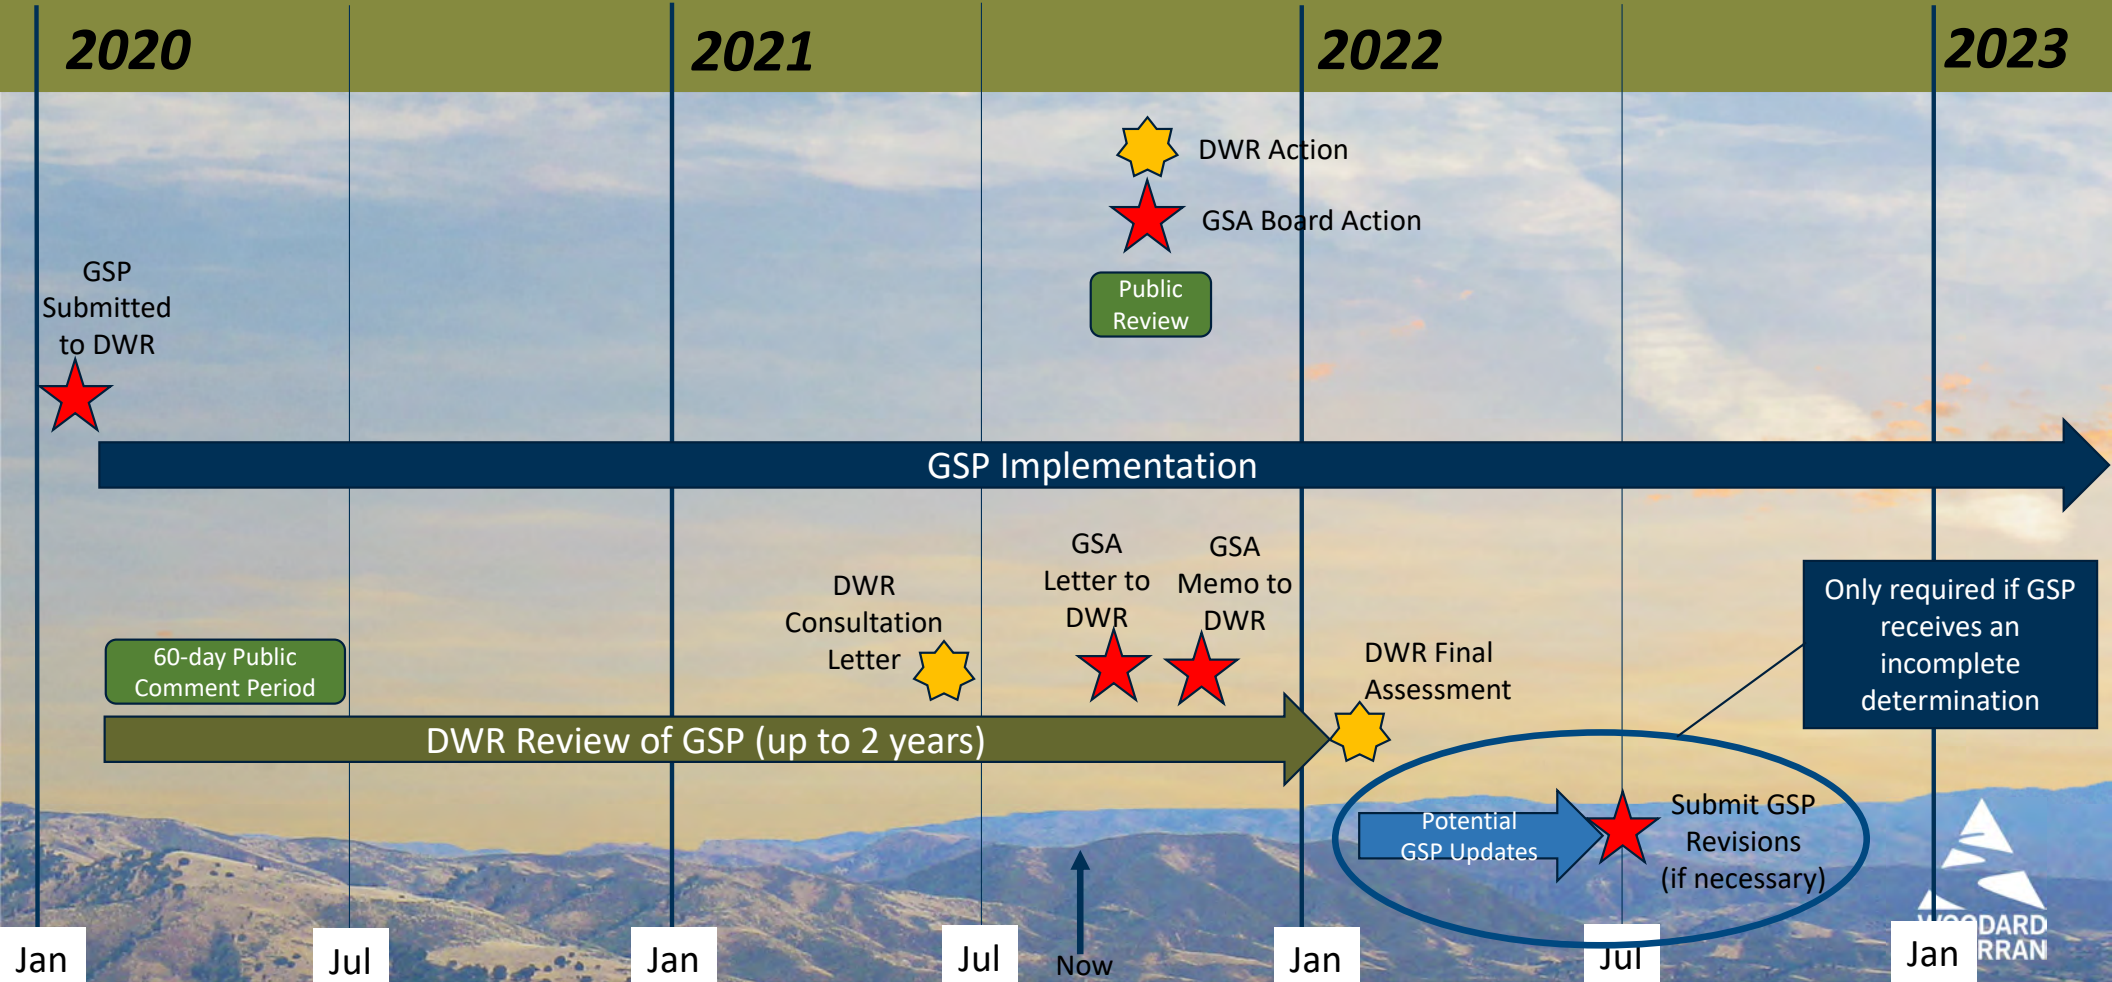 2020
2021
2022
2023
DWR Action
GSA Board Action
Public
Review
GSP
Submitted
to DWR
GSP Implementation
GSA
Letter to
DWR
GSA
Memo to
DWR
DWR
Consultation
Letter
60-day Public
Comment Period
DWR Review of GSP (up to 2 years)
DWR Final
Assessment
Only required if GSP
receives an
incomplete
determination
Potential
GSP Updates
Submit GSP
Revisions
(if necessary)
Jan
Jul
Jan
Jul
Now
Jan
Jul
Jan
WOODARD
RRAN